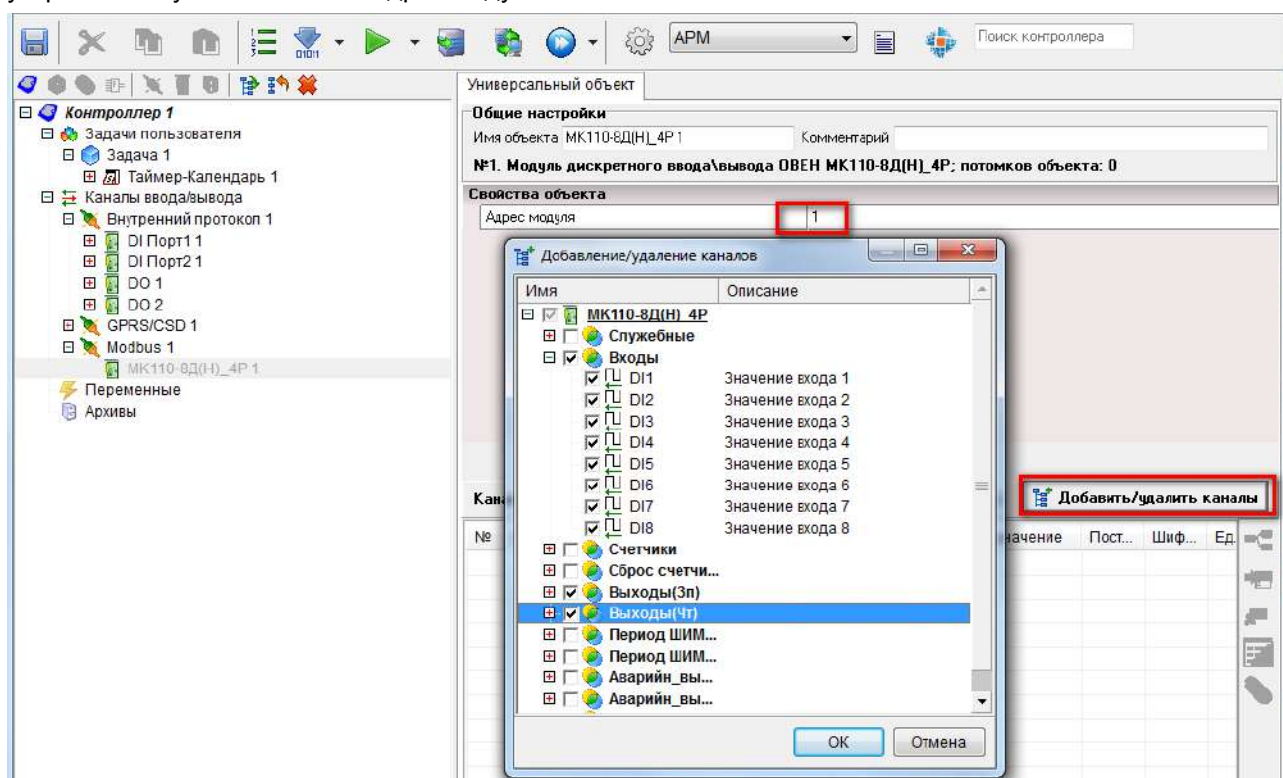 АРМ
Поиск контроллера
Контроллер 1
Задачи пользователя
Задача 1
Таймер-Календарь 1
Каналы ввода/вывода
Внутренний протокол 1
DI Порт1 1
DI Порт2 1
DO 1
DO 2
GPRS/CSD 1
Modbus 1
МК110-8Д(Н)_4Р 1
Переменные
Архивы
Универсальный объект
Общие настройки
Имя объекта МК110-8Д(Н)_4Р 1 Комментарий
№1. Модуль дискретного ввода\вывода ОВЕН МК110-8Д(Н)_4Р; потомков объекта: 0
Свойства объекта
Адрес модуля 1
Добавление/удаление каналов
Имя Описание
МК110-8Д(Н)_4Р
Служебные
Входы
DI1 Значение входа 1
DI2 Значение входа 2
DI3 Значение входа 3
DI4 Значение входа 4
DI5 Значение входа 5
DI6 Значение входа 6
DI7 Значение входа 7
DI8 Значение входа 8
Счетчики
Сброс счетчи...
Выходы(Зп)
Выходы(Чт)
Период ШИМ...
Период ШИМ...
Аварийн_вы...
Аварийн_вы...
OK Отмена
Добавить/удалить каналы
№ Пост... Шиф... Ед.